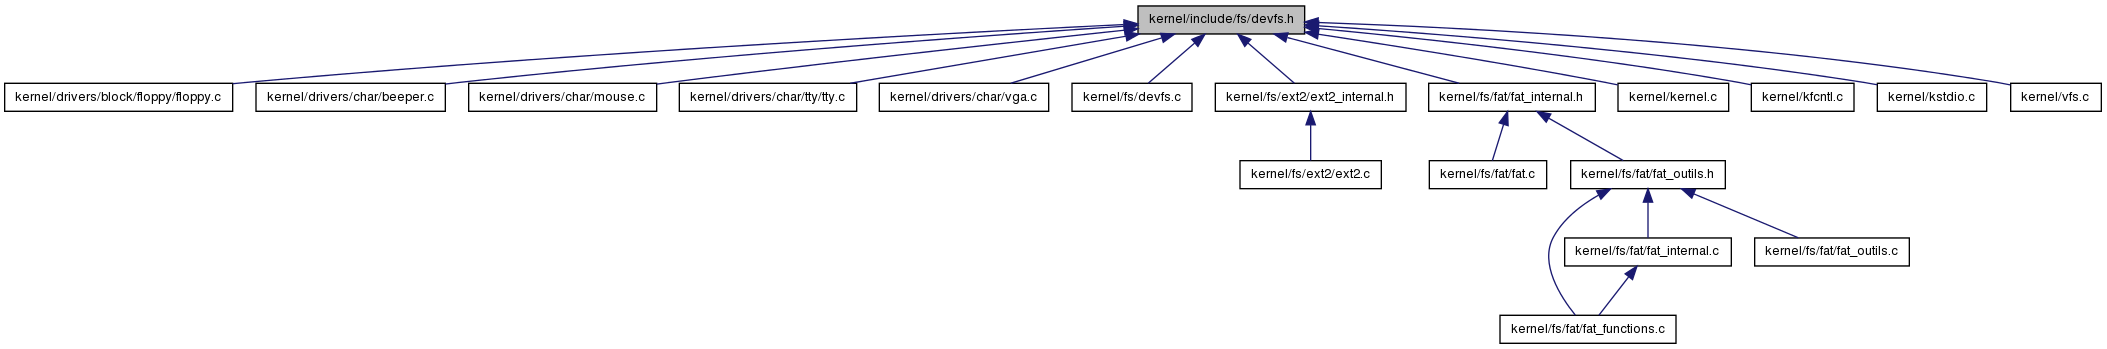 kernel/include/fs/devfs.h
kernel/drivers/block/floppy/floppy.c
kernel/drivers/char/beeper.c
kernel/drivers/char/mouse.c
kernel/drivers/char/tty/tty.c
kernel/drivers/char/vga.c
kernel/fs/devfs.c
kernel/fs/ext2/ext2_internal.h
kernel/fs/fat/fat_internal.h
kernel/kernel.c
kernel/kfcntl.c
kernel/kstdio.c
kernel/vfs.c
kernel/fs/ext2/ext2.c
kernel/fs/fat/fat.c
kernel/fs/fat/fat_outils.h
kernel/fs/fat/fat_internal.c
kernel/fs/fat/fat_outils.c
kernel/fs/fat/fat_functions.c